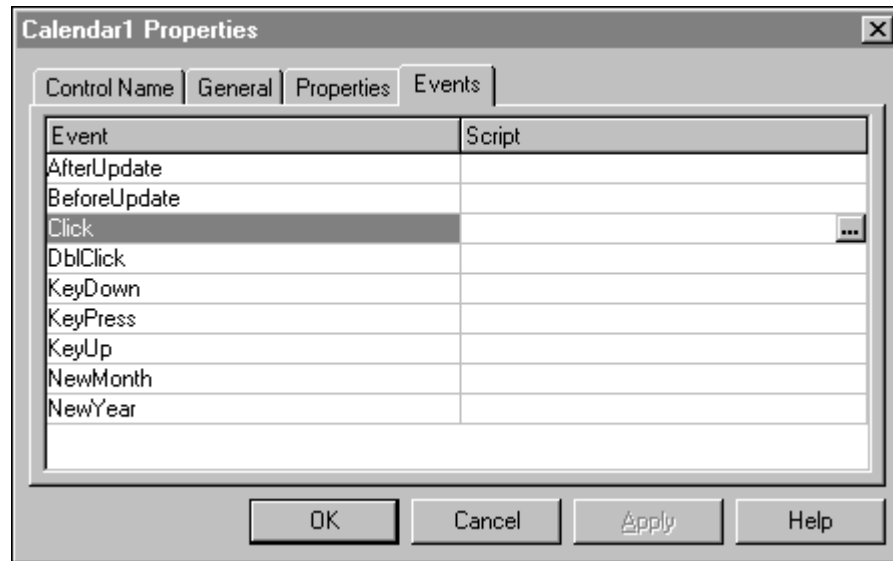 Calendar1 Properties
Control Name General Properties Events
Event Script
AfterUpdate
BeforeUpdate
Click ...
DblClick
KeyDown
KeyPress
KeyUp
NewMonth
NewYear
OK Cancel Apply Help